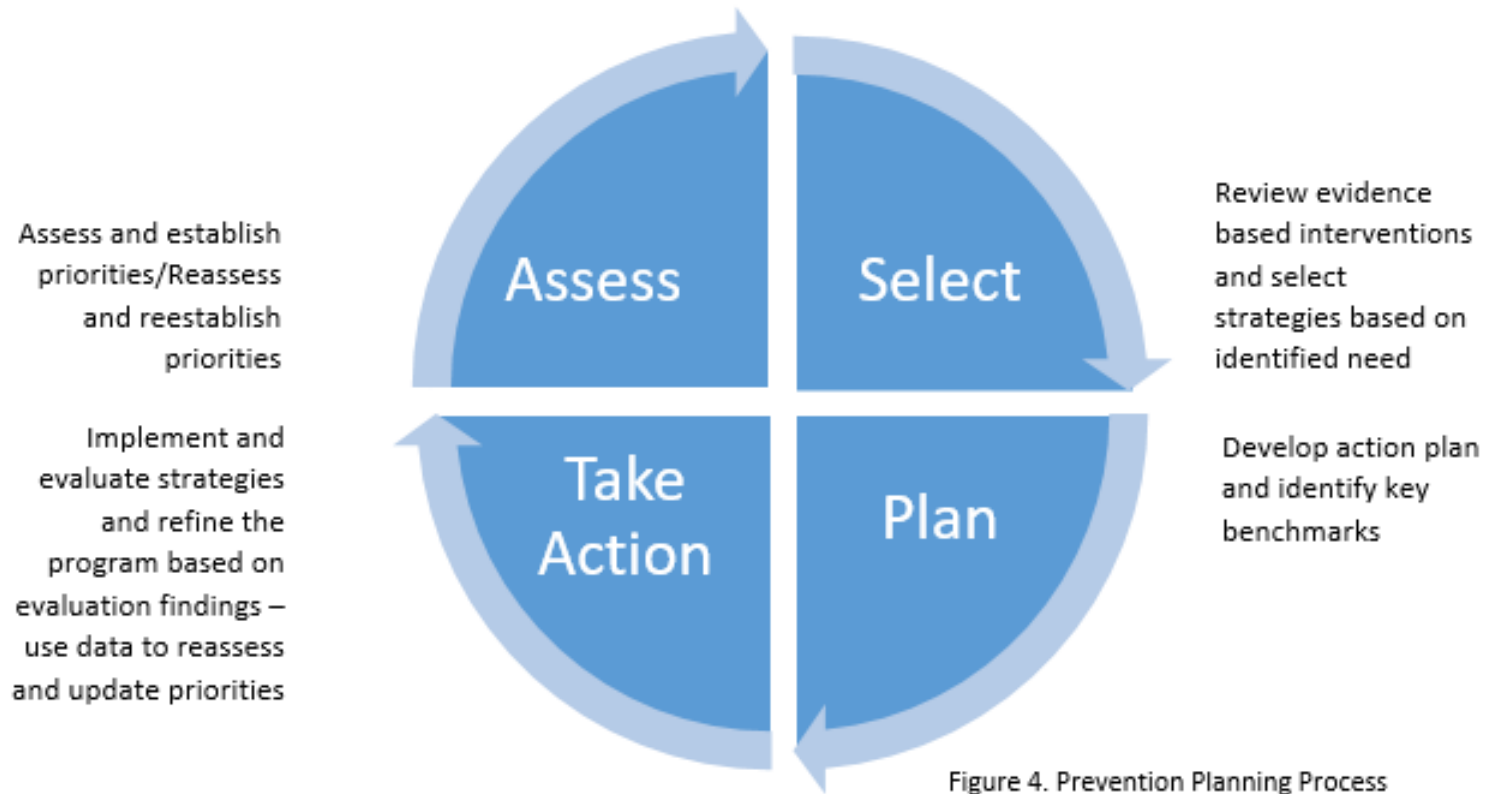 Assess and establish
priorities/Reassess
and reestablish
priorities
Assess
Select
Review evidence
based interventions
and select
strategies based on
identified need
Implement and
evaluate strategies
and refine the
program based on
evaluation findings –
use data to reassess
and update priorities
Take
Action
Plan
Develop action plan
and identify key
benchmarks
Figure 4. Prevention Planning Process